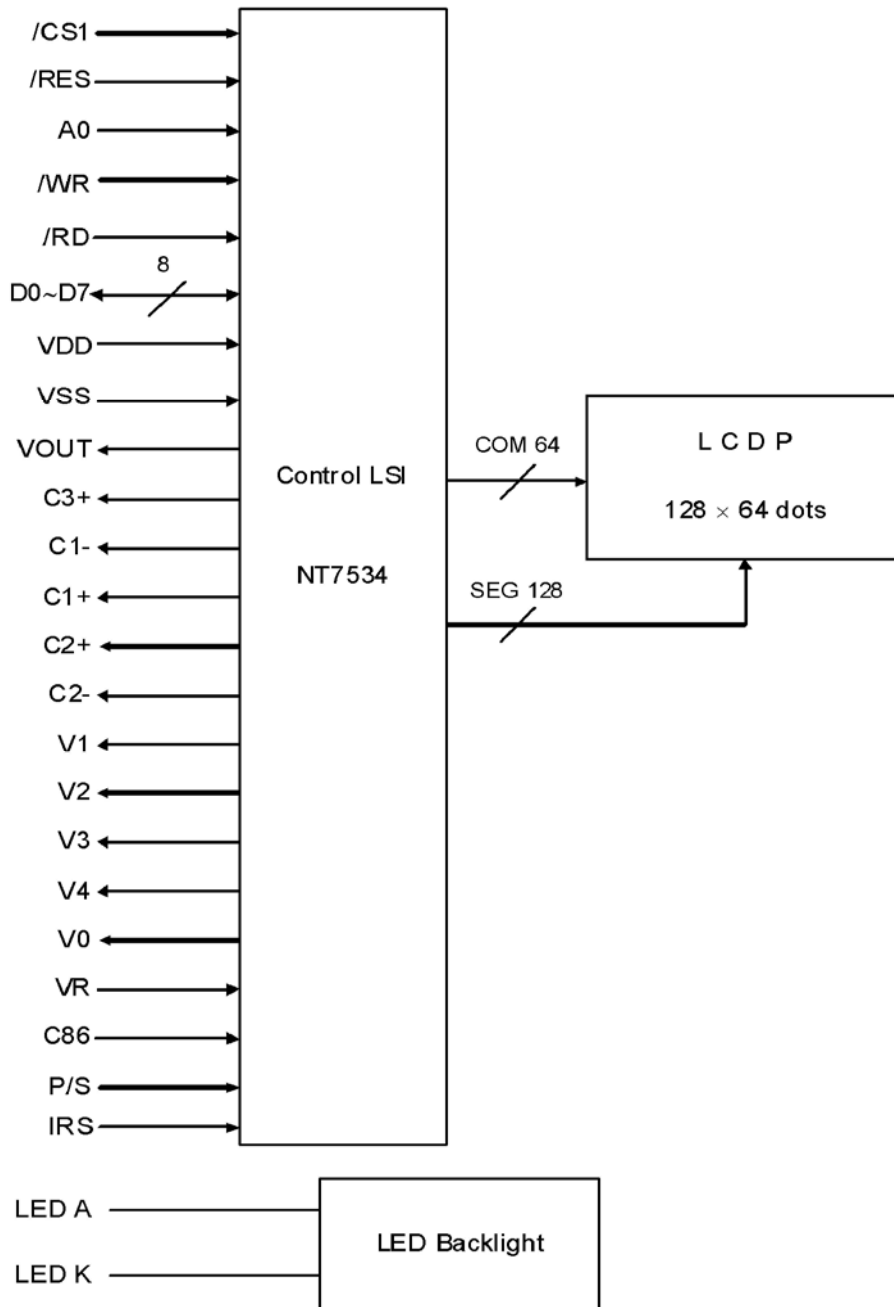 /CS1
/RES
A0
/WR
/RD
8
D0~D7
VDD
VSS
VOUT
C3+
C1-
C1+
C2+
C2-
V1
V2
V3
V4
V0
VR
C86
P/S
IRS
Control LSI
NT7534
COM 64
SEG 128
L C D P
128 × 64 dots
LED A
LED K
LED Backlight